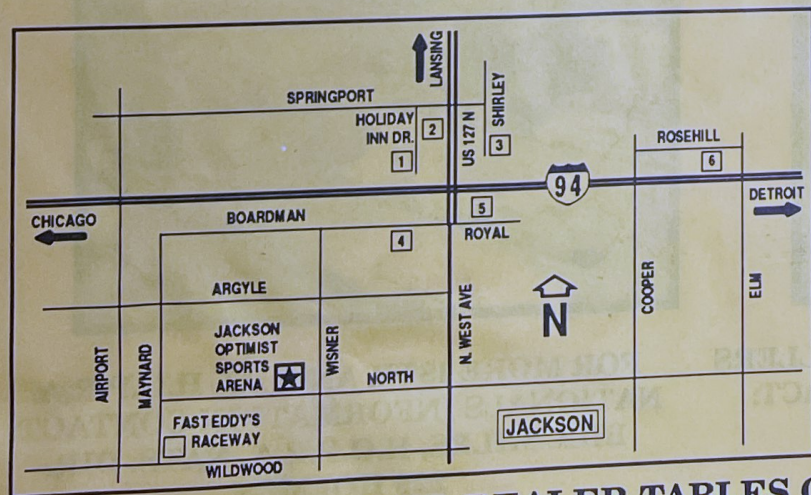 LANSING
SPRINGPORT
HOLIDAY
INN DR.
2
1
US 127 N
SHIRLEY
3
ROSEHILL
6
94
CHICAGO
DETROIT
BOARDMAN
5
4
ROYAL
ARGYLE
JACKSON
OPTIMIST
SPORTS
ARENA
WISNER
N. WEST AVE
N
COOPER
ELM
AIRPORT
MAYNARD
NORTH
FAST EDDY'S
RACEWAY
JACKSON
WILDWOOD
DEALER TABLES (